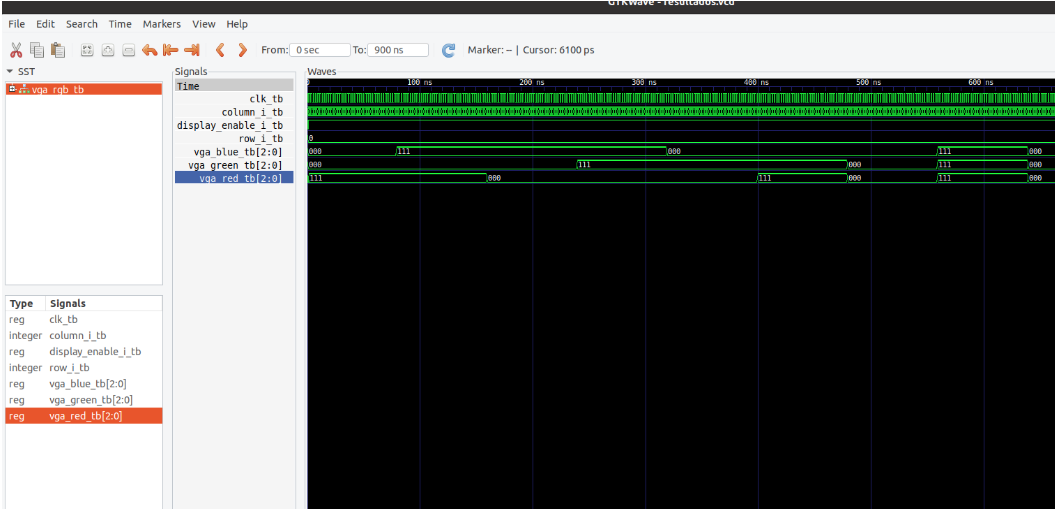 GTKWave - resultados.vcd
File Edit Search Time Markers View Help
From: 0 sec To: 900 ns Marker: -- | Cursor: 6100 ps
SST
vga_rgb_tb
Type Signals
reg clk_tb
integer column_i_tb
reg display_enable_i_tb
integer row_i_tb
reg vga_blue_tb[2:0]
reg vga_green_tb[2:0]
reg vga_red_tb[2:0]
Signals
Time
clk_tb
column_i_tb
display_enable_i_tb
row_i_tb
vga_blue_tb[2:0]
vga_green_tb[2:0]
vga_red_tb[2:0]
Waves
100 ns 200 ns 300 ns 400 ns 500 ns 600 ns
0
000 111 000 111 000
000 111 000 111 000
111 000 111 000 111 000